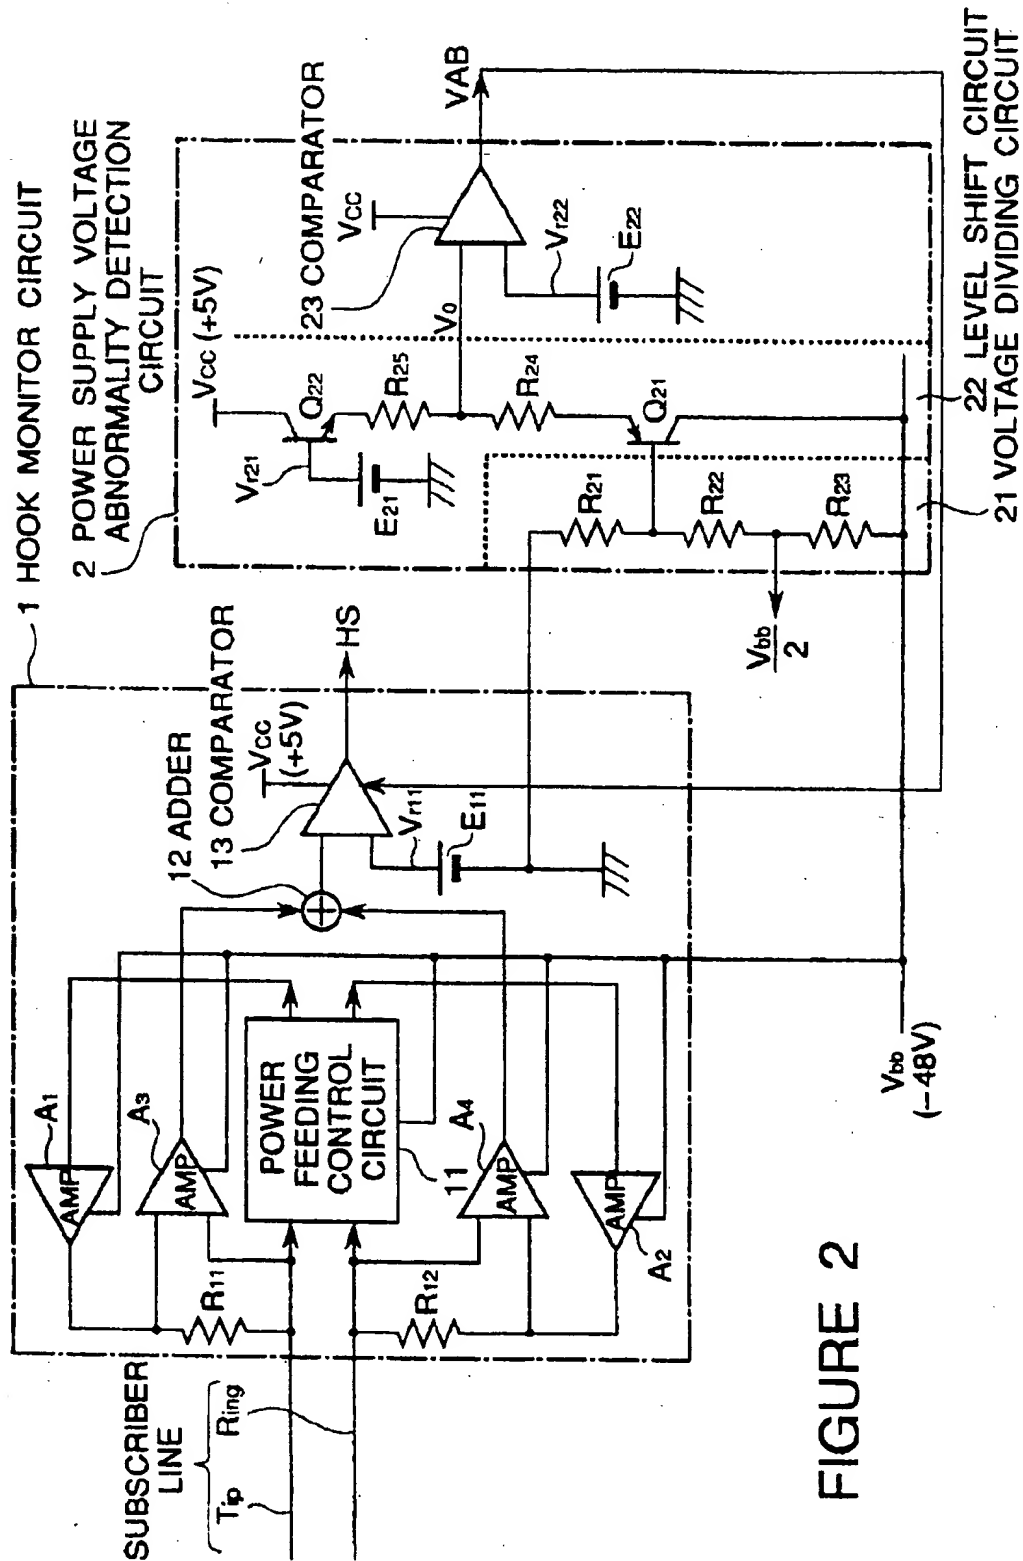 1 HOOK MONITOR CIRCUIT
2 POWER SUPPLY VOLTAGE
ABNORMALITY DETECTION
CIRCUIT
SUBSCRIBER
LINE
Tip
Ring
R11
R12
AMP
A1
AMP
A3
POWER
FEEDING
CONTROL
CIRCUIT
11
AMP
A4
AMP
A2
12 ADDER
13 COMPARATOR
Vcc
(+5V)
HS
Vr11
E11
Vbb
(−48V)
Vbb
2
Vcc (+5V)
Vr21
Q22
E21
R25
V0
R24
Q21
R21
R22
R23
23 COMPARATOR
Vcc
VAB
Vr22
E22
22 LEVEL SHIFT CIRCUIT
21 VOLTAGE DIVIDING CIRCUIT
FIGURE 2